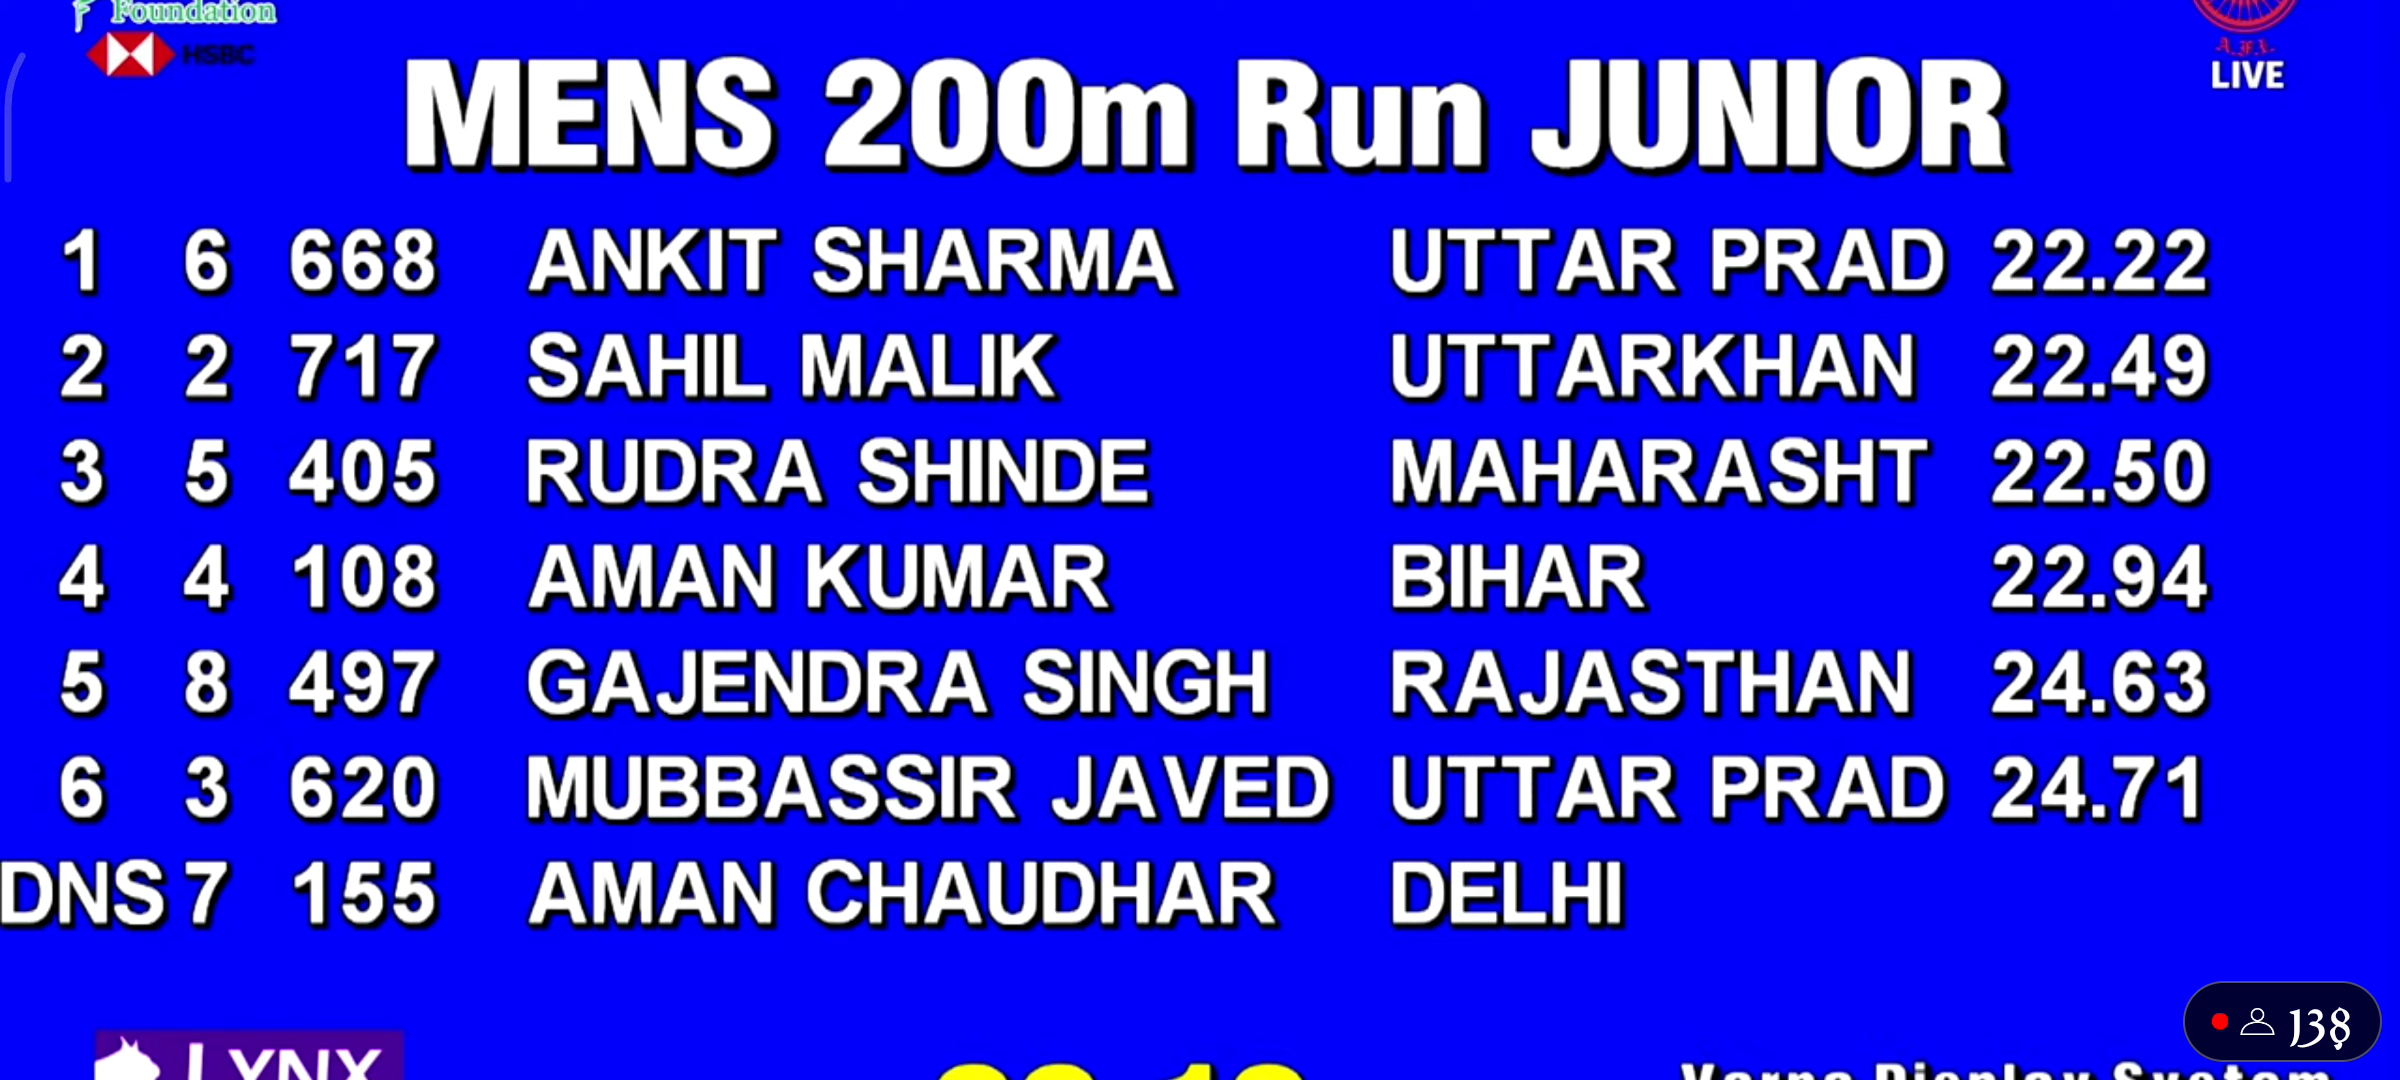 Foundation
HSBC
A.F.I.
LIVE
MENS 200m Run JUNIOR
1 6 668 ANKIT SHARMA UTTAR PRAD 22.22
2 2 717 SAHIL MALIK UTTARKHAN 22.49
3 5 405 RUDRA SHINDE MAHARASHT 22.50
4 4 108 AMAN KUMAR BIHAR 22.94
5 8 497 GAJENDRA SINGH RAJASTHAN 24.63
6 3 620 MUBBASSIR JAVED UTTAR PRAD 24.71
DNS 7 155 AMAN CHAUDHAR DELHI
138
LYNX
Display System